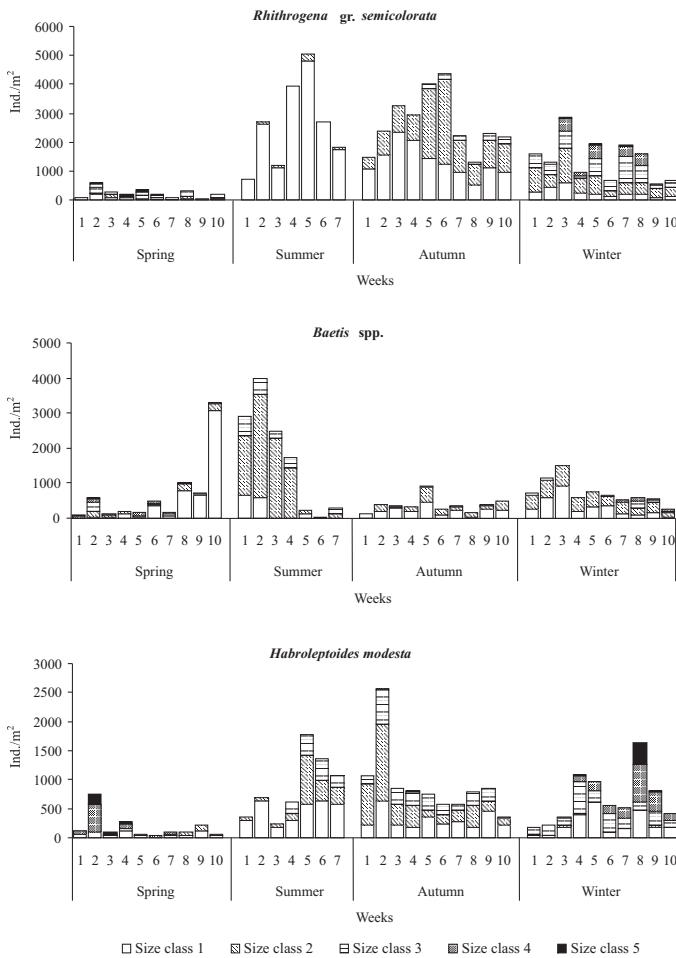 Rhithrogena gr. semicolorata
6000
5000
4000
3000
2000
1000
0
Ind./m²
1 2 3 4 5 6 7 8 9 10 1 2 3 4 5 6 7 1 2 3 4 5 6 7 8 9 10 1 2 3 4 5 6 7 8 9 10
Spring Summer Autumn Winter
Weeks
Baetis spp.
5000
4000
3000
2000
1000
0
Ind./m²
1 2 3 4 5 6 7 8 9 10 1 2 3 4 5 6 7 1 2 3 4 5 6 7 8 9 10 1 2 3 4 5 6 7 8 9 10
Spring Summer Autumn Winter
Weeks
Habroleptoides modesta
3000
2500
2000
1500
1000
500
0
Ind./m²
1 2 3 4 5 6 7 8 9 10 1 2 3 4 5 6 7 1 2 3 4 5 6 7 8 9 10 1 2 3 4 5 6 7 8 9 10
Spring Summer Autumn Winter
Weeks
Size class 1 Size class 2 Size class 3 Size class 4 Size class 5